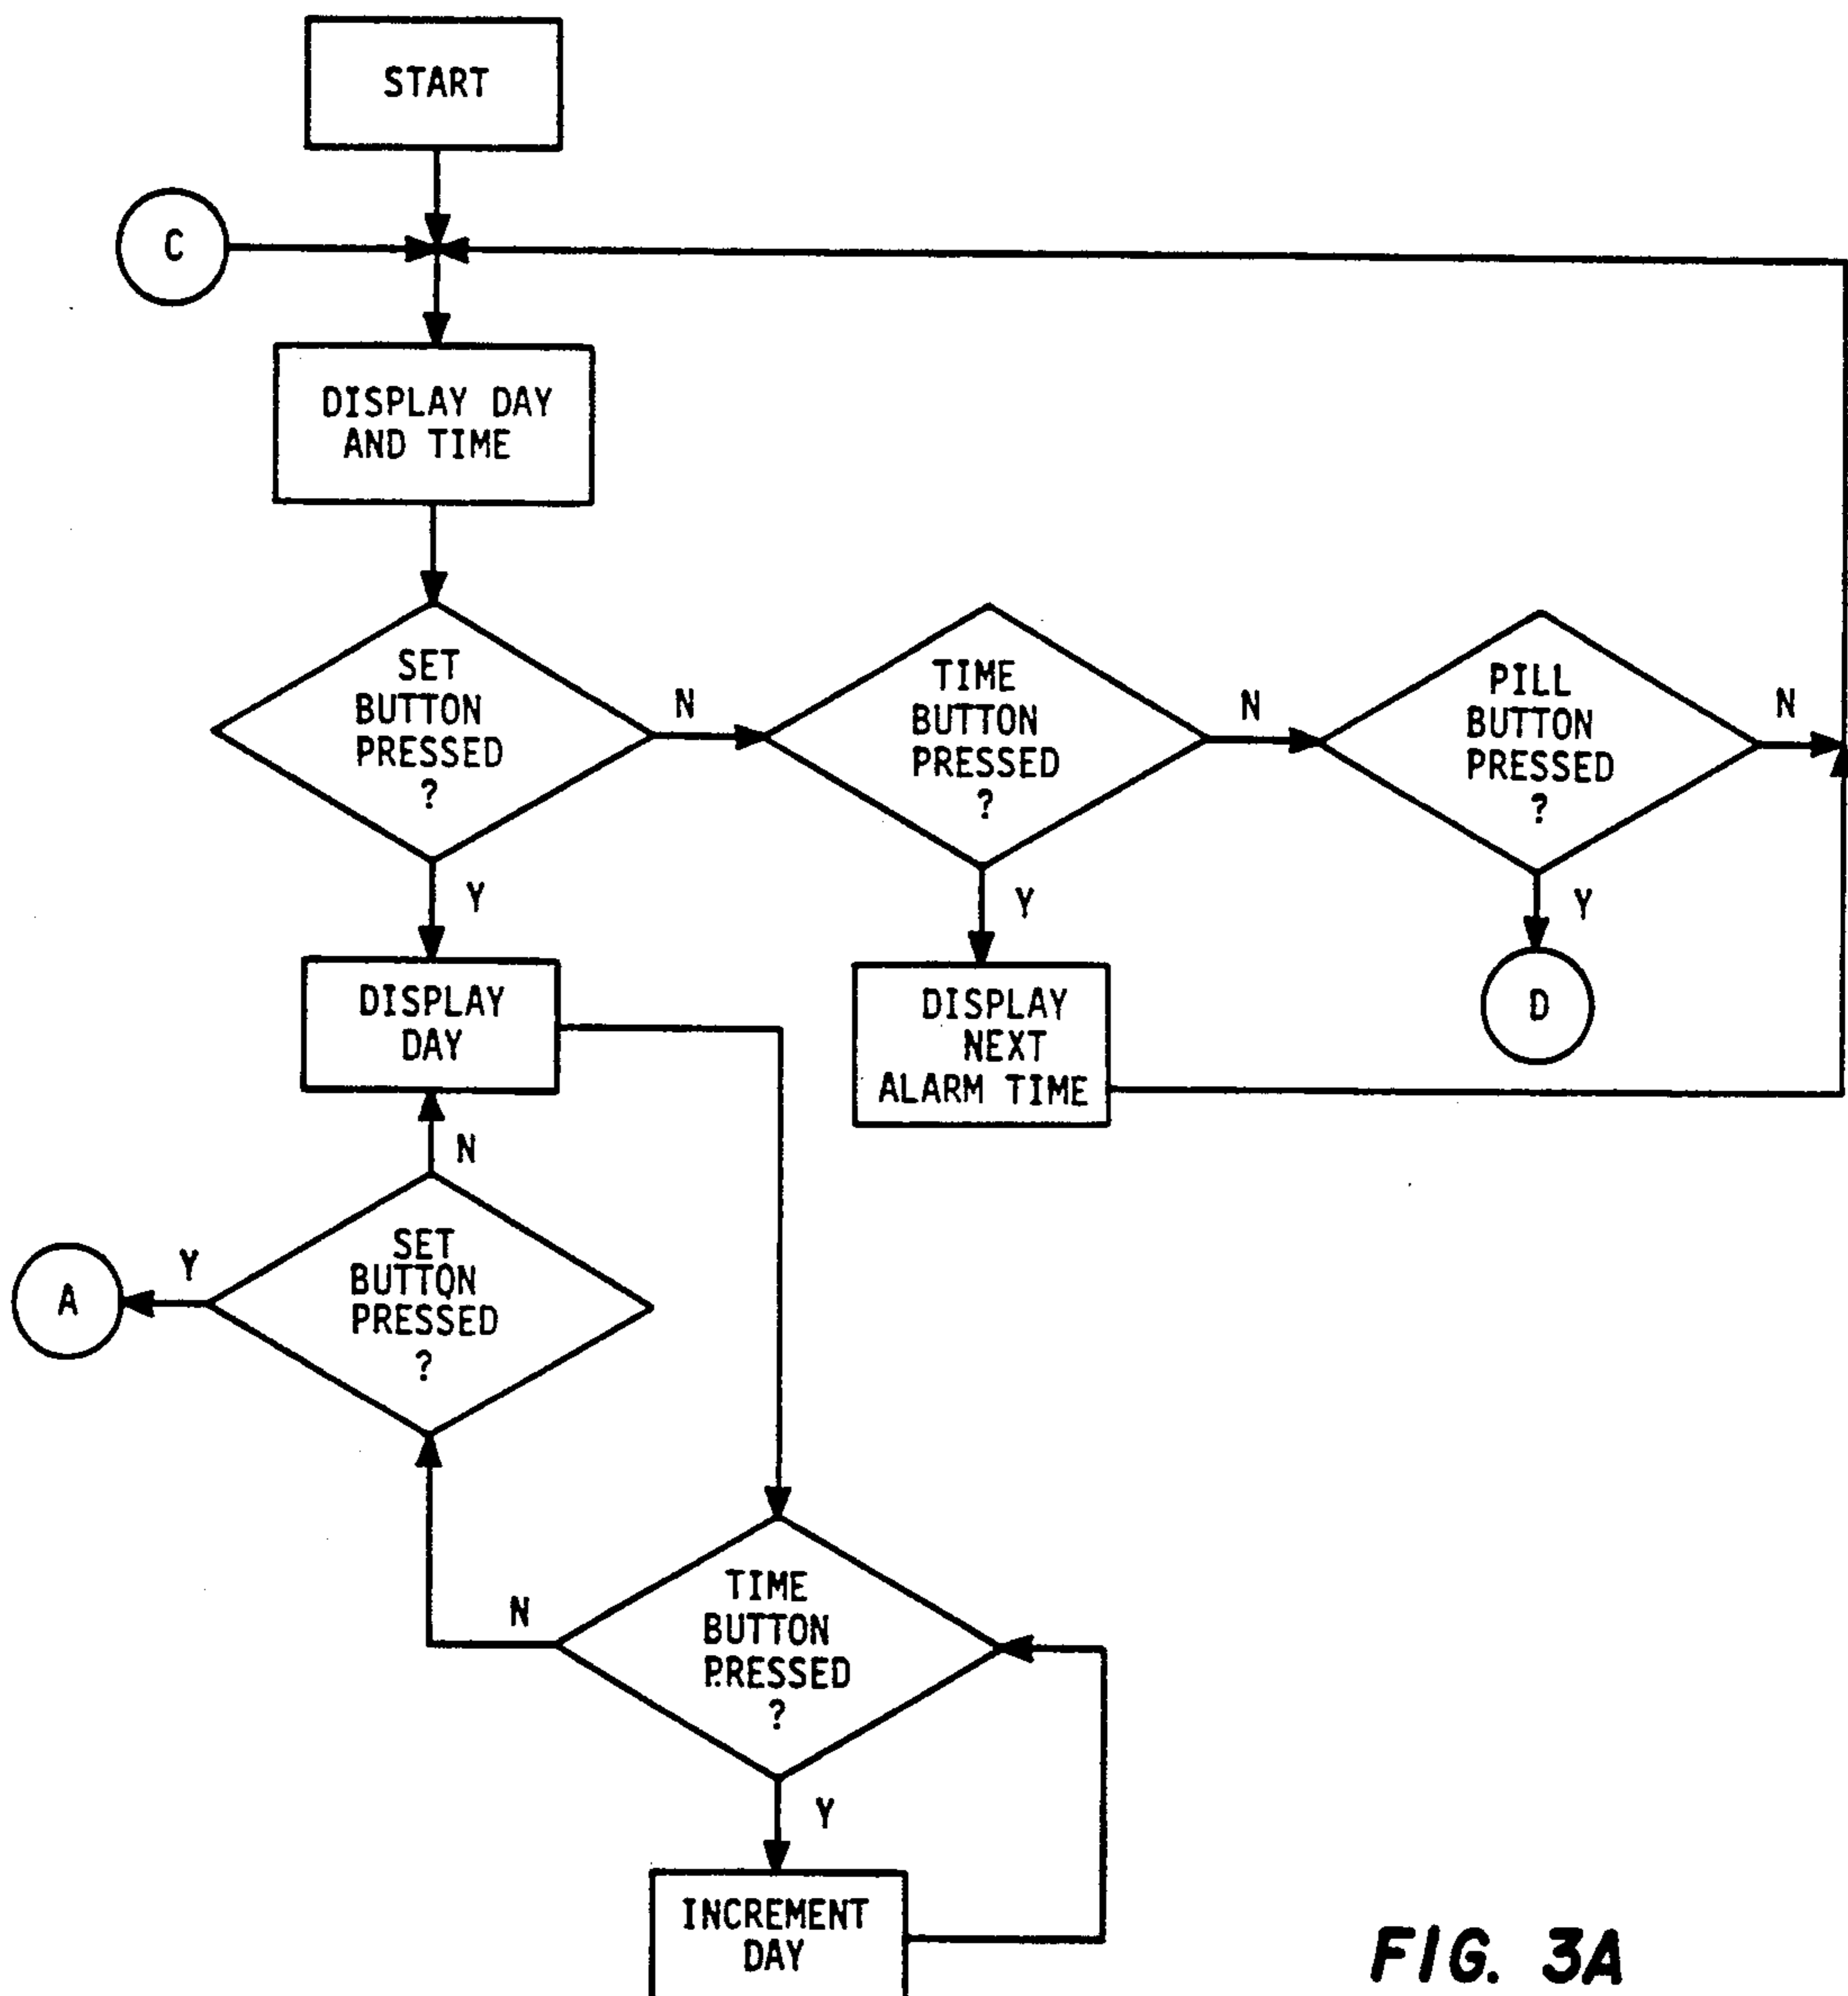 START
C
DISPLAY DAY
AND TIME
SET
BUTTON
PRESSED
?
N
TIME
BUTTON
PRESSED
?
N
PILL
BUTTON
PRESSED
?
N
Y
Y
Y
DISPLAY
DAY
DISPLAY
NEXT
ALARM TIME
D
N
SET
BUTTON
PRESSED
?
Y
A
TIME
BUTTON
PRESSED
?
N
Y
INCREMENT
DAY
FIG. 3A